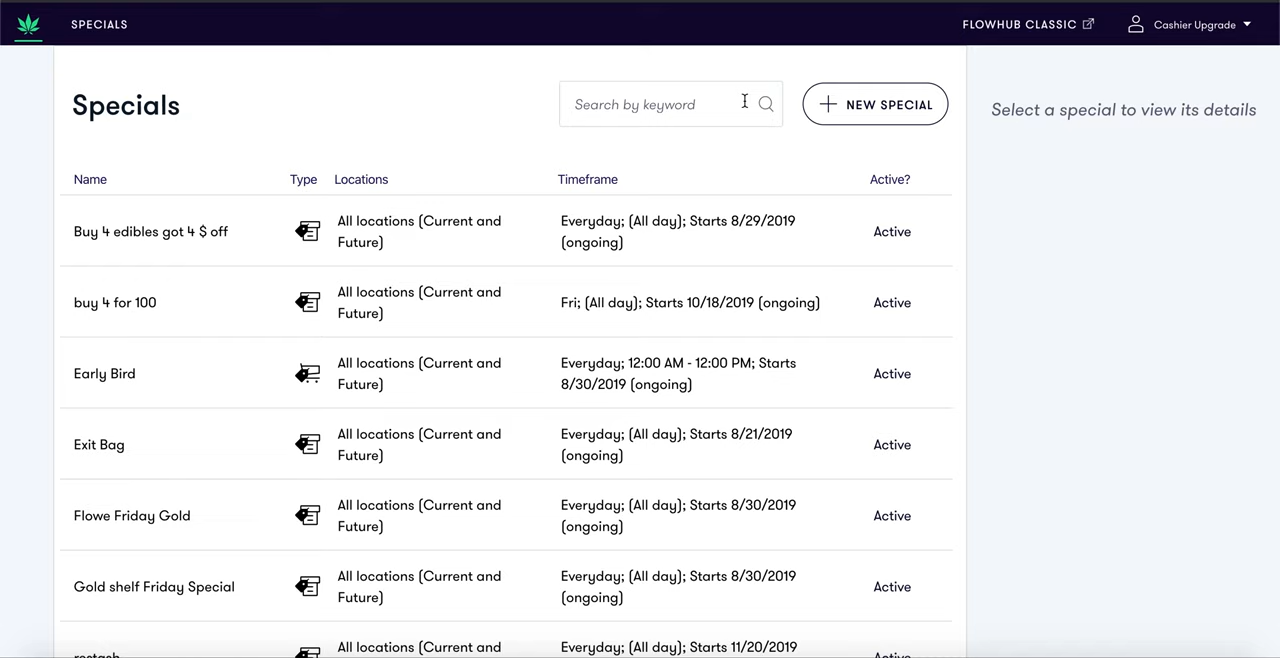 SPECIALS
FLOWHUB CLASSIC
Cashier Upgrade
Specials
Search by keyword
NEW SPECIAL
Select a special to view its details
Name Type Locations Timeframe Active?
Buy 4 edibles got 4 $ off
All locations (Current and
Future)
Everyday; (All day); Starts 8/29/2019
(ongoing)
Active
buy 4 for 100
All locations (Current and
Future)
Fri; (All day); Starts 10/18/2019 (ongoing)
Active
Early Bird
All locations (Current and
Future)
Everyday; 12:00 AM - 12:00 PM; Starts
8/30/2019 (ongoing)
Active
Exit Bag
All locations (Current and
Future)
Everyday; (All day); Starts 8/21/2019
(ongoing)
Active
Flowe Friday Gold
All locations (Current and
Future)
Everyday; (All day); Starts 8/30/2019
(ongoing)
Active
Gold shelf Friday Special
All locations (Current and
Future)
Everyday; (All day); Starts 8/30/2019
(ongoing)
Active
All locations (Current and
Everyday; (All day); Starts 11/20/2019
Active